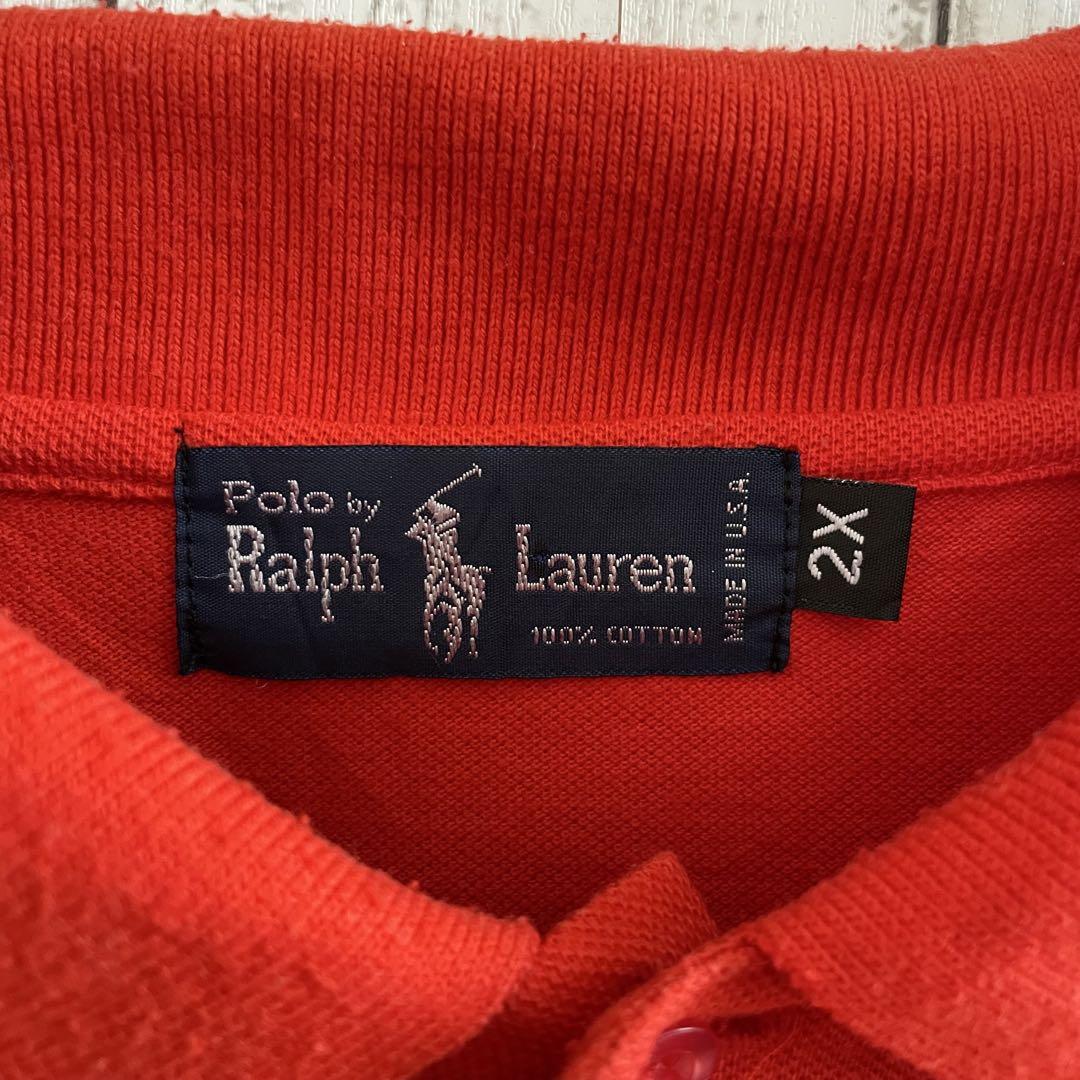 Polo by
Ralph Lauren
100% COTTON
MADE IN U.S.A.
2X